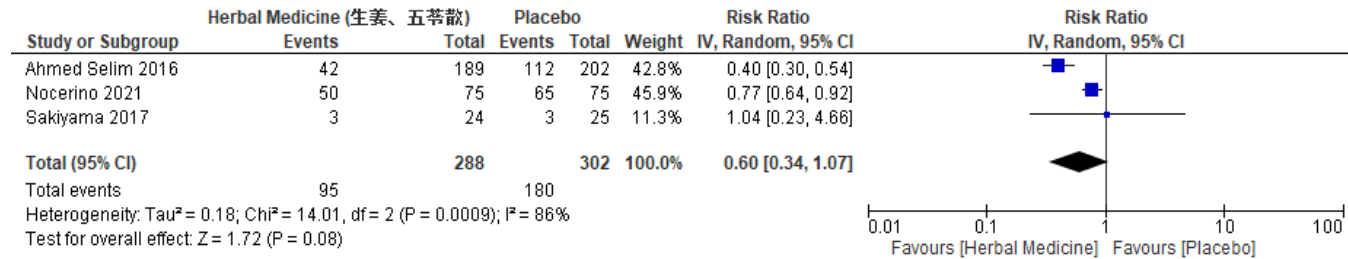 Herbal Medicine (生姜、五苓散) Placebo Risk Ratio Risk Ratio
Study or Subgroup Events Total Events Total Weight IV, Random, 95% CI IV, Random, 95% CI
Ahmed Selim 2016 42 189 112 202 42.8% 0.40 [0.30, 0.54]
Nocerino 2021 50 75 65 75 45.9% 0.77 [0.64, 0.92]
Sakiyama 2017 3 24 3 25 11.3% 1.04 [0.23, 4.66]
Total (95% CI) 288 302 100.0% 0.60 [0.34, 1.07]
Total events 95 180
Heterogeneity: Tau² = 0.18; Chi² = 14.01, df = 2 (P = 0.0009); I² = 86%
Test for overall effect: Z = 1.72 (P = 0.08)
0.01 0.1 1 10 100
Favours [Herbal Medicine] Favours [Placebo]